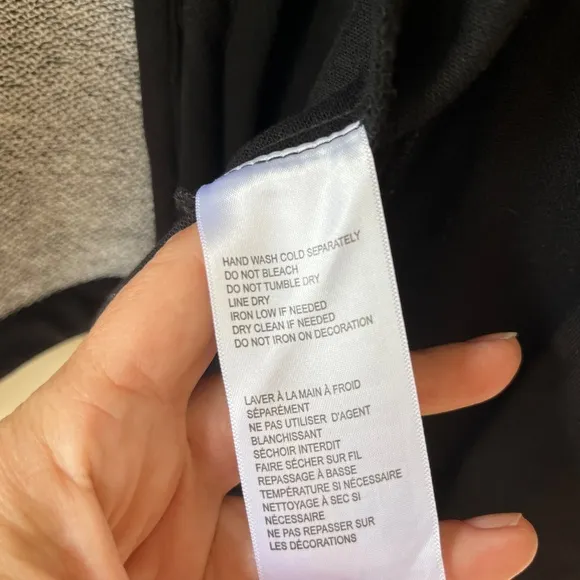 HAND WASH COLD SEPARATELY
DO NOT BLEACH
DO NOT TUMBLE DRY
LINE DRY
IRON LOW IF NEEDED
DRY CLEAN IF NEEDED
DO NOT IRON ON DECORATION
LAVER À LA MAIN À FROID
SÉPARÉMENT
NE PAS UTILISER D'AGENT
BLANCHISSANT
SÉCHOIR INTERDIT
FAIRE SÉCHER SUR FIL
REPASSAGE À BASSE
TEMPÉRATURE SI NÉCESSAIRE
NETTOYAGE À SEC SI
NÉCESSAIRE
NE PAS REPASSER SUR
LES DÉCORATIONS